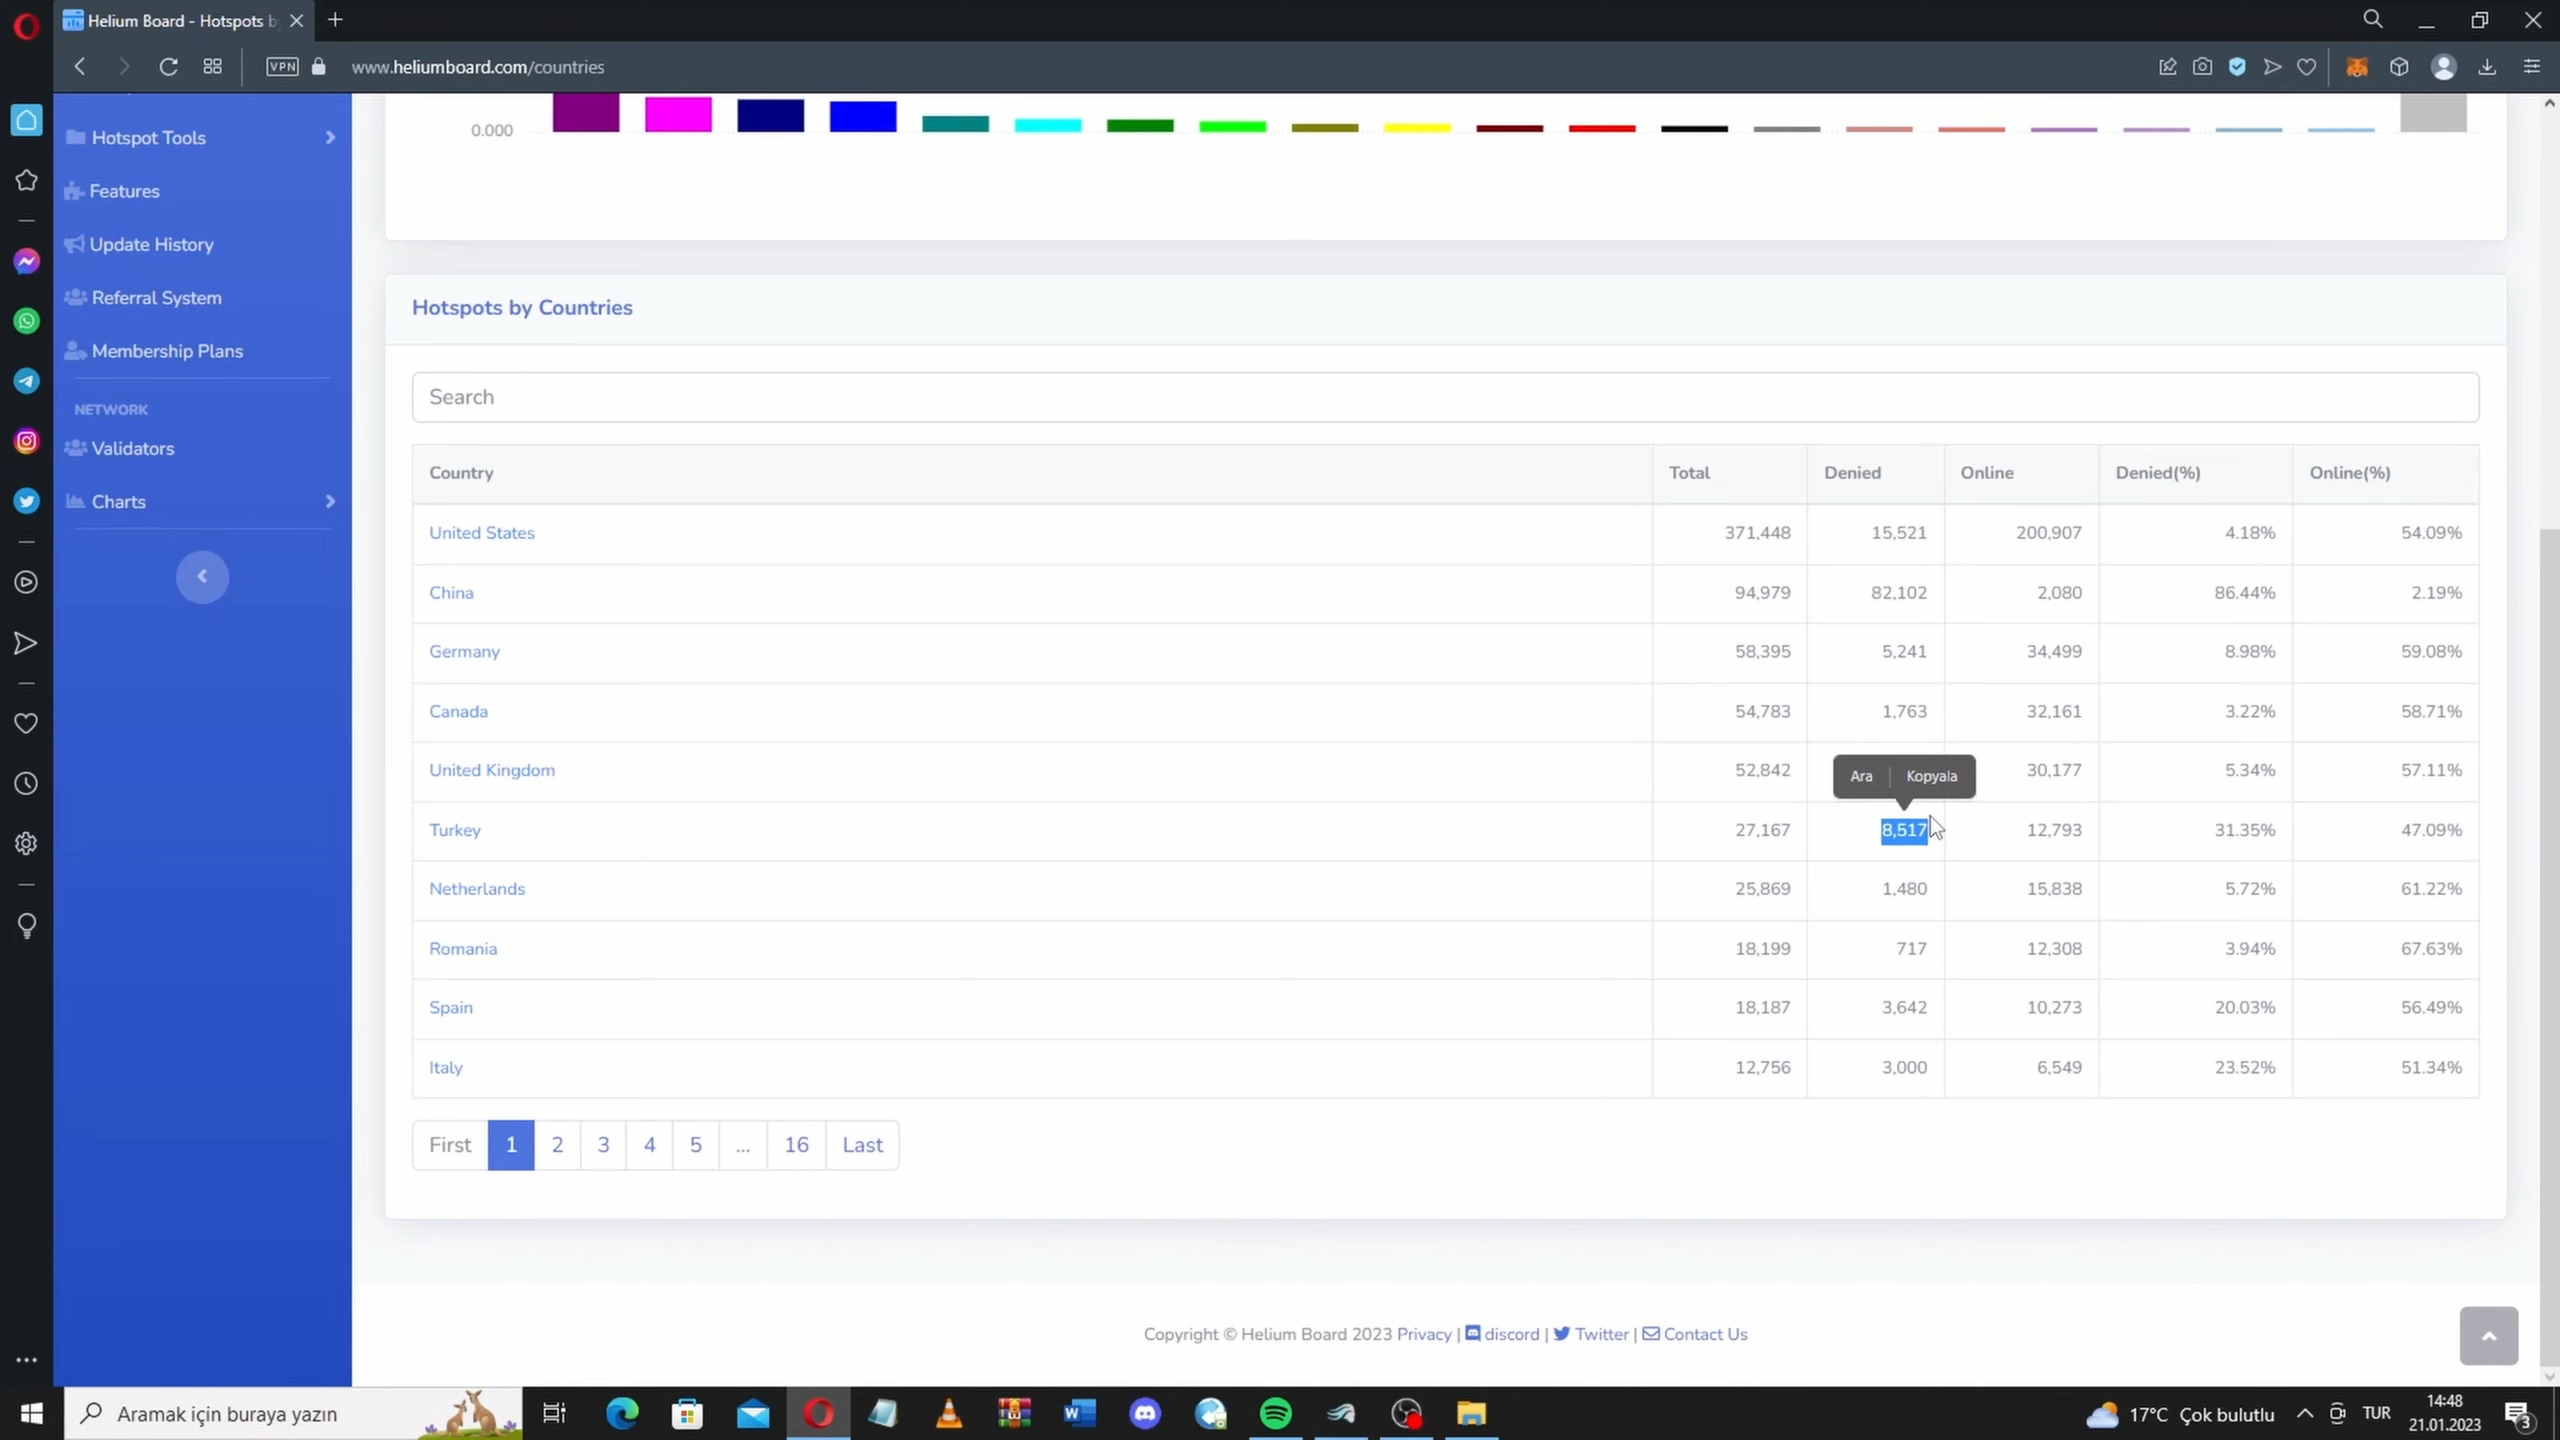 Helium Board - Hotspots b
VPN
www.heliumboard.com/countries
Hotspot Tools
Features
Update History
Referral System
Membership Plans
NETWORK
Validators
Charts
0.000
Hotspots by Countries
Search
Country Total Denied Online Denied(%) Online(%)
United States 371,448 15,521 200,907 4.18% 54.09%
China 94,979 82,102 2,080 86.44% 2.19%
Germany 58,395 5,241 34,499 8.98% 59.08%
Canada 54,783 1,763 32,161 3.22% 58.71%
United Kingdom 52,842 30,177 5.34% 57.11%
Ara Kopyala
Turkey 27,167 8,517 12,793 31.35% 47.09%
Netherlands 25,869 1,480 15,838 5.72% 61.22%
Romania 18,199 717 12,308 3.94% 67.63%
Spain 18,187 3,642 10,273 20.03% 56.49%
Italy 12,756 3,000 6,549 23.52% 51.34%
First 1 2 3 4 5 ... 16 Last
Copyright © Helium Board 2023 Privacy | discord | Twitter | Contact Us
Aramak için buraya yazın
17°C Çok bulutlu
TUR
14:48
21.01.2023
3